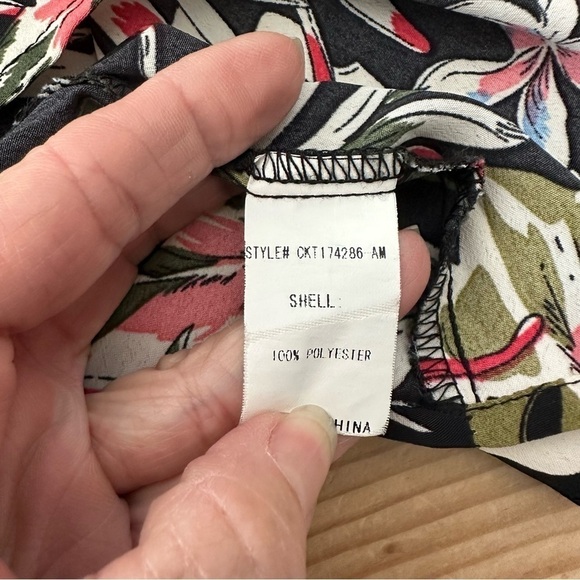 STYLE# CKT174286 AM
SHELL:
100% POLYESTER
HINA